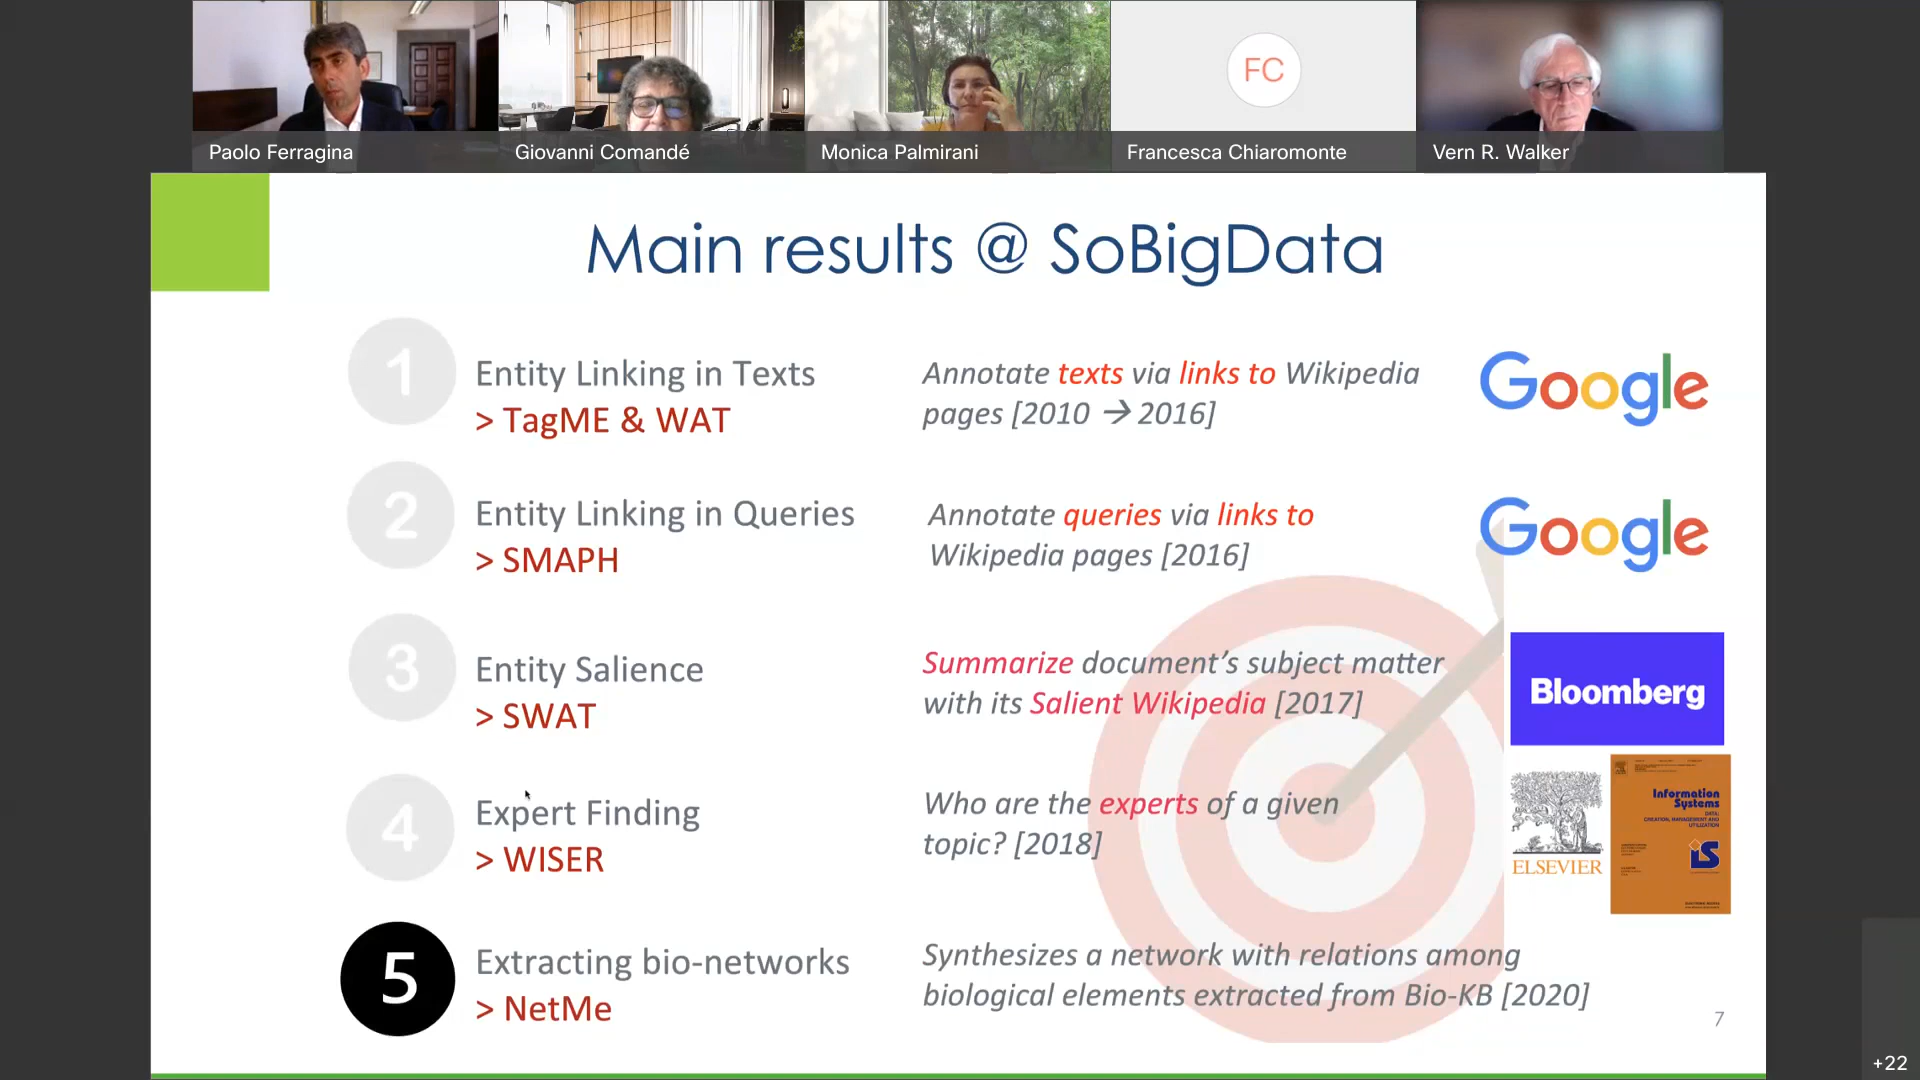 Paolo Ferragina
Giovanni Comandé
Monica Palmirani
FC
Francesca Chiaromonte
Vern R. Walker
Main results @ SoBigData
1
Entity Linking in Texts
> TagME & WAT
Annotate texts via links to Wikipedia
pages [2010 → 2016]
Google
2
Entity Linking in Queries
> SMAPH
Annotate queries via links to
Wikipedia pages [2016]
Google
3
Entity Salience
> SWAT
Summarize document’s subject matter
with its Salient Wikipedia [2017]
Bloomberg
4
Expert Finding
> WISER
Who are the experts of a given
topic? [2018]
ELSEVIER
Information
Systems
DATA:
CREATION, MANAGEMENT AND
UTILIZATION
IS
5
Extracting bio-networks
> NetMe
Synthesizes a network with relations among
biological elements extracted from Bio-KB [2020]
7
+22